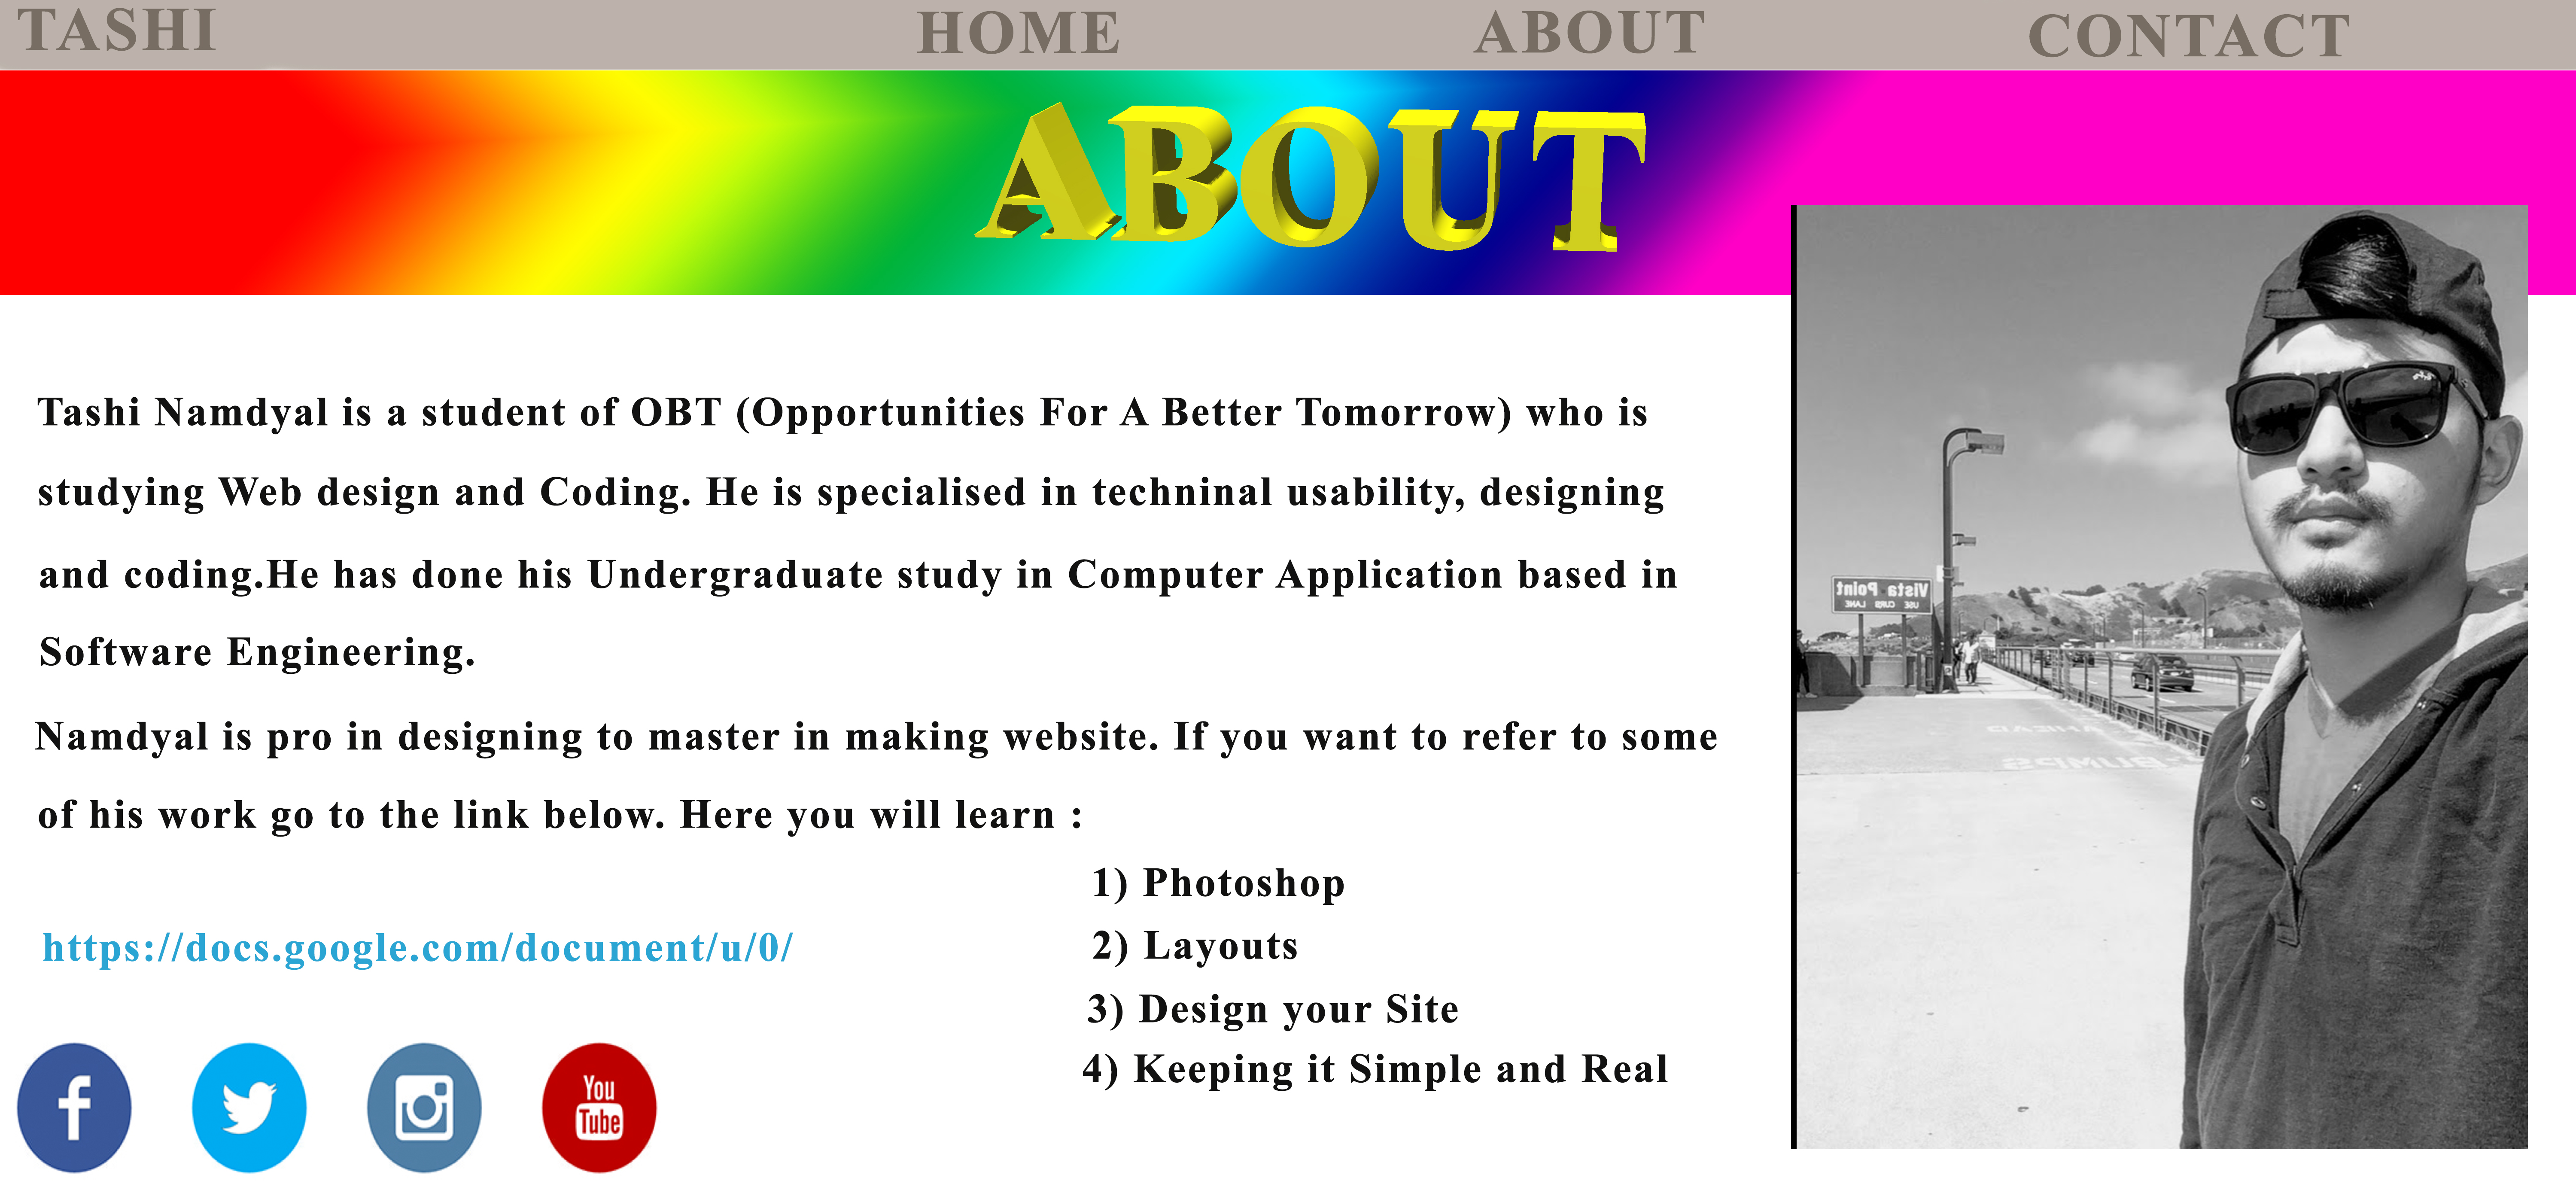 TASHI HOME ABOUT CONTACT
ABOUT
Tashi Namdyal is a student of OBT (Opportunities For A Better Tomorrow) who is
studying Web design and Coding. He is specialised in techninal usability, designing
and coding.He has done his Undergraduate study in Computer Application based in
Software Engineering.
Namdyal is pro in designing to master in making website. If you want to refer to some
of his work go to the link below. Here you will learn :
1) Photoshop
2) Layouts
3) Design your Site
4) Keeping it Simple and Real
https://docs.google.com/document/u/0/
f
You
Tube
Vista Point
USE CURB LANE
AHEAD
BUMPS